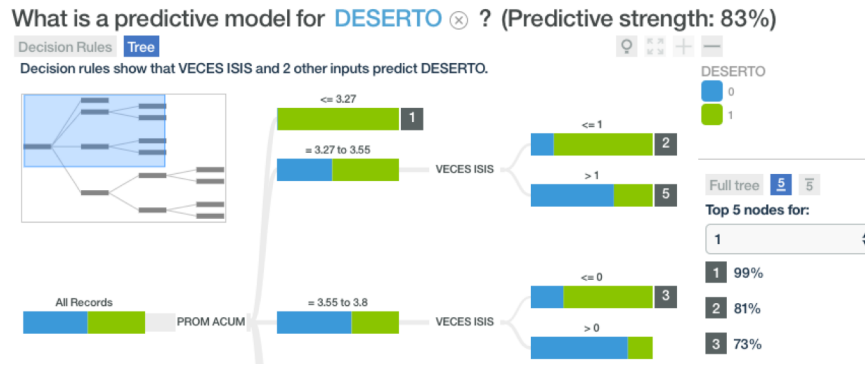 What is a predictive model for DESERTO ? (Predictive strength: 83%)
Decision Rules Tree
Decision rules show that VECES ISIS and 2 other inputs predict DESERTO.
DESERTO
0
1
<= 3.27
1
= 3.27 to 3.55
VECES ISIS
<= 1
2
> 1
5
All Records
PROM ACUM
= 3.55 to 3.8
VECES ISIS
<= 0
3
> 0
Full tree 5 5
Top 5 nodes for:
1
1 99%
2 81%
3 73%